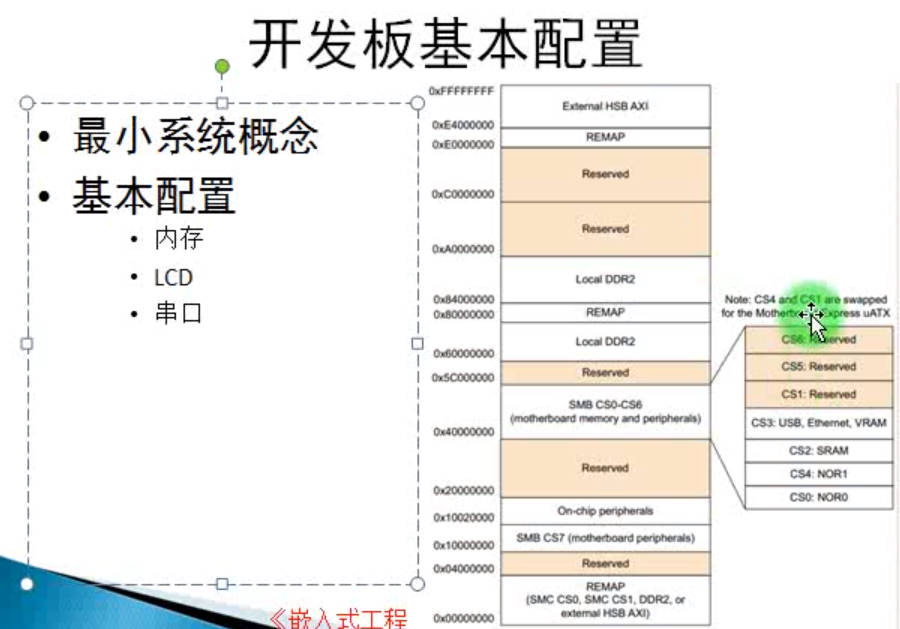 开发板基本配置
• 最小系统概念
• 基本配置
• 内存
• LCD
• 串口
《嵌入式工程
0xFFFFFFFF
External HSB AXI
0xE4000000
REMAP
0xE0000000
Reserved
0xC0000000
Reserved
0xA0000000
Local DDR2
0x84000000
REMAP
0x80000000
Local DDR2
0x60000000
Reserved
0x5C000000
SMB CS0-CS6
(motherboard memory and peripherals)
0x40000000
Reserved
0x20000000
On-chip peripherals
0x10020000
SMB CS7 (motherboard peripherals)
0x10000000
Reserved
0x04000000
REMAP
(SMC CS0, SMC CS1, DDR2, or
external HSB AXI)
0x00000000
Note: CS4 and CS1 are swapped
for the Motherboard Express uATX
CS6: Reserved
CS5: Reserved
CS1: Reserved
CS3: USB, Ethernet, VRAM
CS2: SRAM
CS4: NOR1
CS0: NOR0